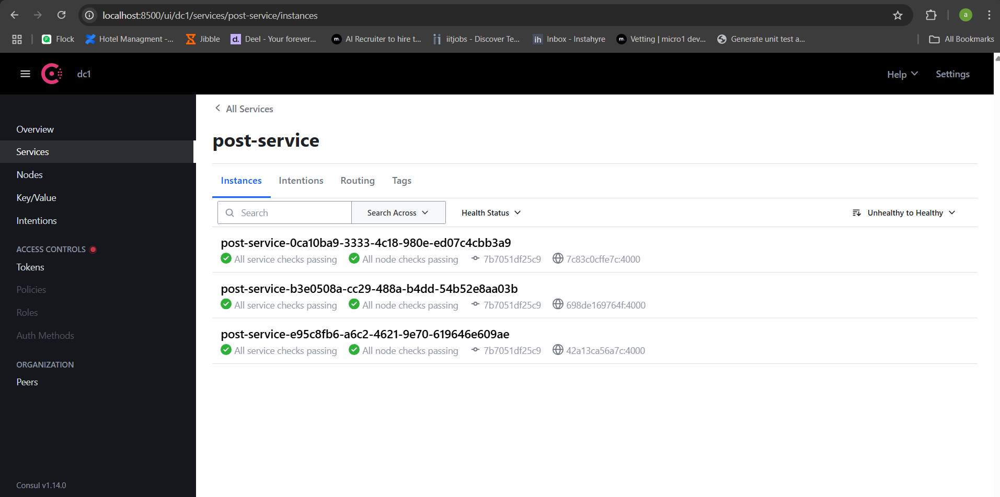 localhost:8500/ui/dc1/services/post-service/instances
a
Flock
Hotel Managment -...
Jibble
d. Deel - Your forever...
m. AI Recruiter to hire t...
iitjobs - Discover Te...
ih Inbox - Instahyre
m. Vetting | micro1 dev...
Generate unit test a...
All Bookmarks
dc1
Help
Settings
Overview
Services
Nodes
Key/Value
Intentions
ACCESS CONTROLS
Tokens
Policies
Roles
Auth Methods
ORGANIZATION
Peers
Consul v1.14.0
All Services
post-service
Instances Intentions Routing Tags
Search Search Across Health Status Unhealthy to Healthy
post-service-0ca10ba9-3333-4c18-980e-ed07c4cbb3a9
All service checks passing All node checks passing 7b7051df25c9 7c83c0cffe7c:4000
post-service-b3e0508a-cc29-488a-b4dd-54b52e8aa03b
All service checks passing All node checks passing 7b7051df25c9 698de169764f:4000
post-service-e95c8fb6-a6c2-4621-9e70-619646e609ae
All service checks passing All node checks passing 7b7051df25c9 42a13ca56a7c:4000